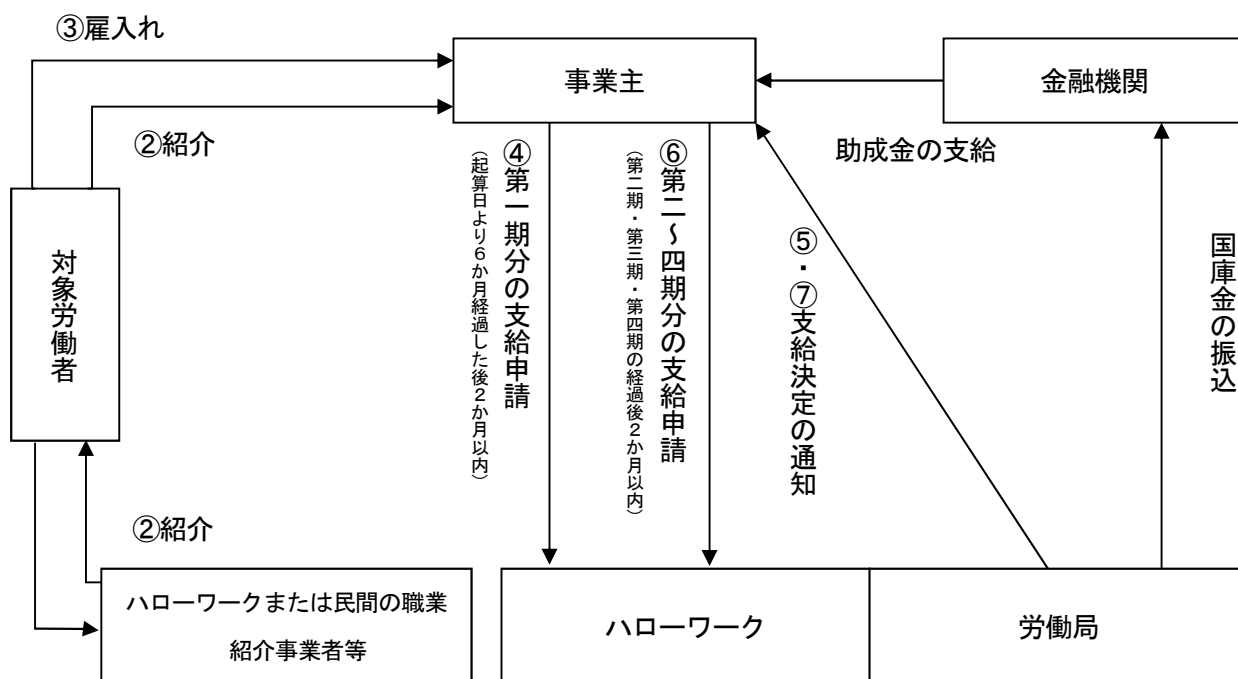 ③雇入れ
事業主
金融機関
②紹介
助成金の支給
④第一期分の支給申請
（起算日より６か月経過した後２か月以内）
⑥第二～四期分の支給申請
（第二期・第三期・第四期の経過後２か月以内）
⑤・⑦支給決定の通知
国庫金の振込
対象労働者
②紹介
ハローワークまたは民間の職業
紹介事業者等
ハローワーク
労働局